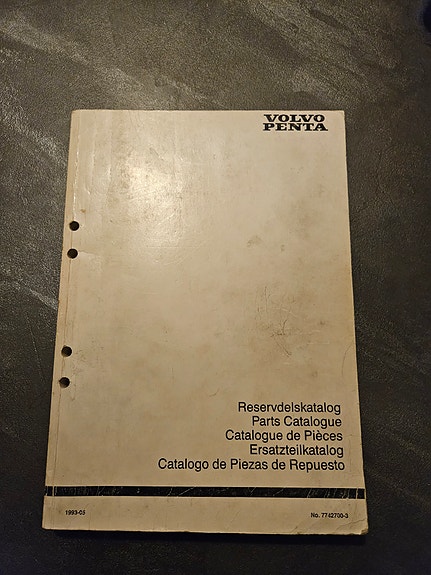 VOLVO
PENTA
Reservdelskatalog
Parts Catalogue
Catalogue de Pièces
Ersatzteilkatalog
Catalogo de Piezas de Repuesto
1993-05
No. 7742700-3